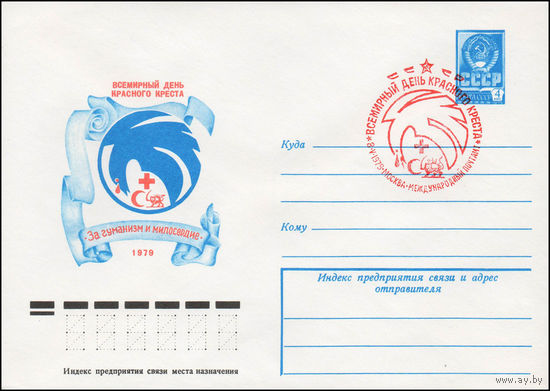 ВСЕМИРНЫЙ ДЕНЬ
КРАСНОГО КРЕСТА
За гуманизм и милосердие
1979
СССР
4
ВСЕМИРНЫЙ ДЕНЬ КРАСНОГО КРЕСТА
8•V•1979•МОСКВА•МЕЖДУНАРОДНЫЙ ПОЧТАМТ
Куда
Кому
Индекс предприятия связи и адрес
отправителя
Индекс предприятия связи места назначения
www.ay.by